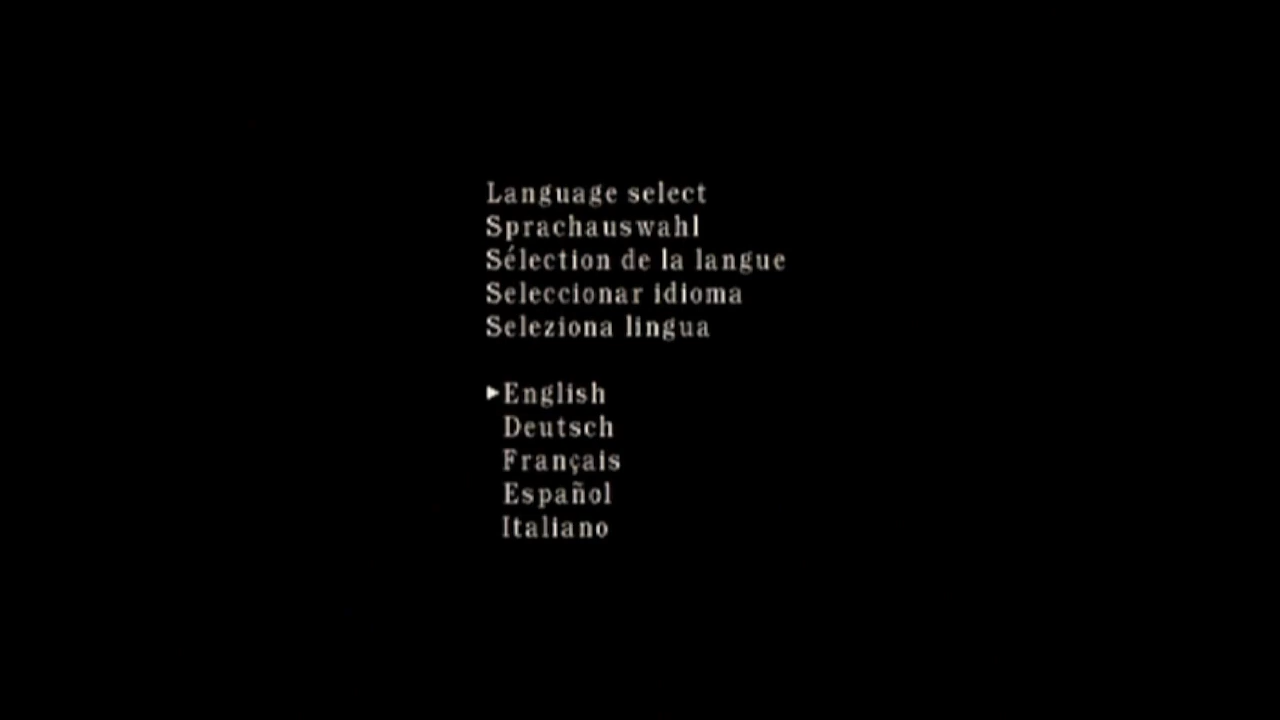 Language select
Sprachauswahl
Sélection de la langue
Seleccionar idioma
Seleziona lingua
►English
Deutsch
Français
Español
Italiano